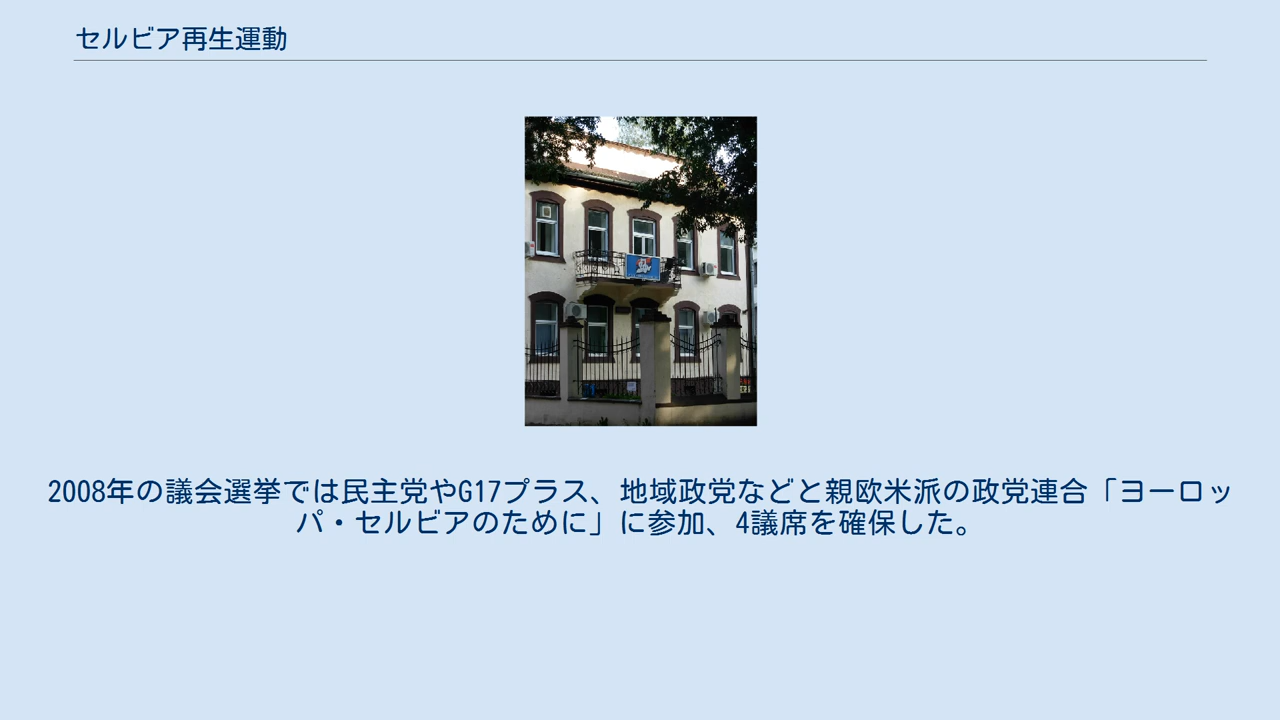 セルビア再生運動
2008年の議会選挙では民主党やG17プラス、地域政党などと親欧米派の政党連合「ヨーロッ
パ・セルビアのために」に参加、4議席を確保した。